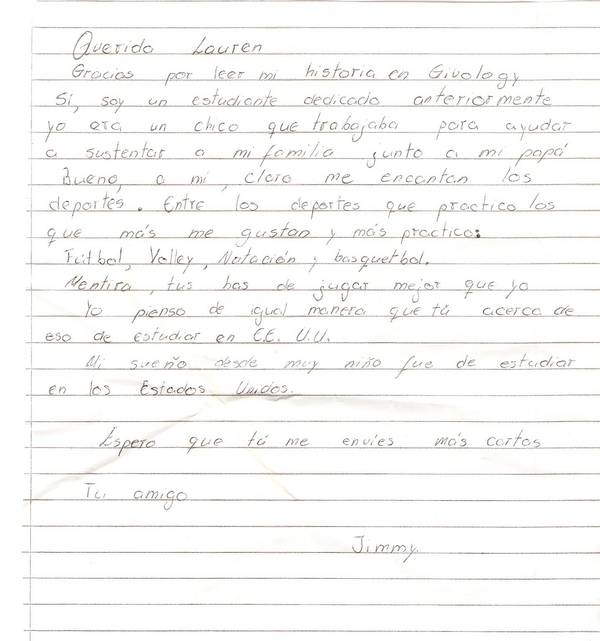 Querida Lauren
Gracias por leer mi historia en Givology
Si, soy un estudiante dedicado anteriormente
yo era un chico que trabajaba para ayudar
a sustentar a mi familia junto a mi papá
Bueno, a mi, claro me encantan los
deportes. Entre los deportes que practico los
que más me gustan y más practico:
Fútbol, Volley, Natación y basquetbol.
Mentira, tus has de jugar mejor que yo
Yo pienso de igual manera que tú acerca de
eso de estudiar en EE. U.U.
Mi sueño desde muy niño fue de estudiar
en los Estados Unidos.
Espero que tú me envies más cartas
Tu amigo
Jimmy.